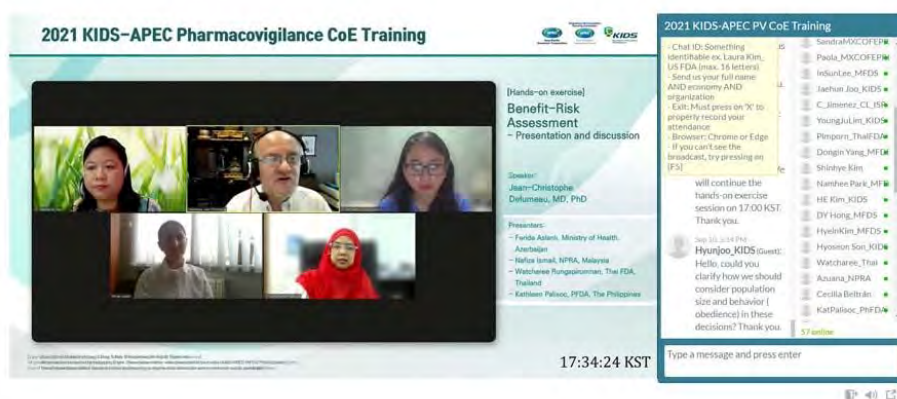 2021 KIDS-APEC Pharmacovigilance CoE Training
KIDS
[Hands-on exercise]
Benefit-Risk
Assessment
- Presentation and discussion
Speaker:
Jean-Christophe
Delumeau, MD, PhD
Presenters:
- Farida Aslani, Ministry of Health,
Azerbaijan
- Nafiza Ismail, NPRA, Malaysia
- Watcharee Rungapiromnan, Thai FDA,
Thailand
- Kathleen Palisoc, PFDA, The Philippines
17:34:24 KST
2021 KIDS-APEC PV CoE Training
- Chat ID: Something
identifiable ex. Laura Kim,
US FDA (max. 16 letters)
- Send us your full name
AND economy AND
organization
- Exit: Must press on 'X' to
properly record your
attendance
- Browser: Chrome or Edge
- If you can't see the
broadcast, try pressing on
[F5]
will continue the
hands-on exercise
session on 17:00 KST.
Thank you.
Hyunjoo_KIDS (Guest):
Hello, could you
clarify how we should
consider population
size and behavior (
obedience) in these
decisions? Thank you.
SandraMXCOFEPR
Paola_MXCOFEPR
InSunLee_MFDS
Jaehun Joo_KIDS
C_Jimenez_CL_ISP
YoungJuLim_KIDS
Pimporn_ThaiFDA
Dongin Yang_MFD
Shinhye Kim
Namhee Park_MF
HE Kim_KIDS
DY Hong_MFDS
HyeinKim_MFDS
Hyoseon Son_KIDS
Watcharee_Thai
Azuana_NPRA
Cecilia Beltrán
KatPalisoc_PhFDA
57 online
Type a message and press enter